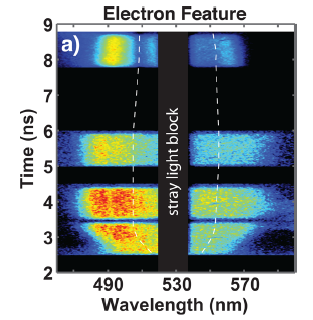 Electron Feature
a)
9
8
7
6
5
4
3
2
Time (ns)
stray light block
490 530 570
Wavelength (nm)